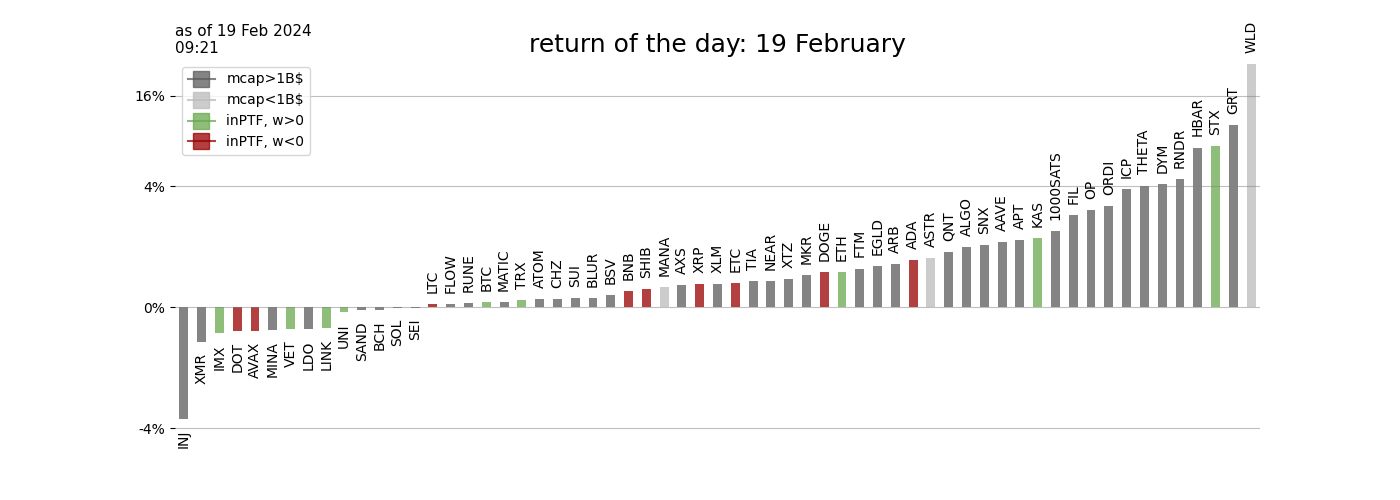 as of 19 Feb 2024
09:21
return of the day: 19 February
mcap>1B$
mcap<1B$
inPTF, w>0
inPTF, w<0
16%
4%
0%
-4%
INJ
XMR
IMX
DOT
AVAX
MINA
VET
LDO
LINK
UNI
SAND
BCH
SOL
SEI
LTC
FLOW
RUNE
BTC
MATIC
TRX
ATOM
CHZ
SUI
BLUR
BSV
BNB
SHIB
MANA
AXS
XRP
XLM
ETC
TIA
NEAR
XTZ
MKR
DOGE
ETH
FTM
EGLD
ARB
ADA
ASTR
QNT
ALGO
SNX
AAVE
APT
KAS
1000SATS
FIL
OP
ORDI
ICP
THETA
DYM
RNDR
HBAR
STX
GRT
WLD